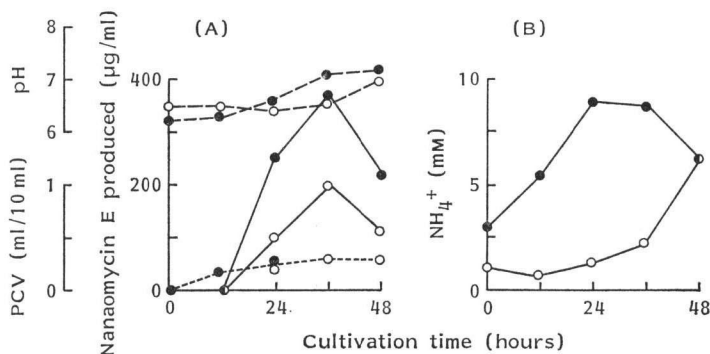 (A)
(B)
pH
8
7
6
PCV (ml/10 ml)
1
0
Nanaomycin E produced (μg/ml)
400
200
0
0
24
48
NH₄⁺ (mM)
10
5
0
0
24
48
Cultivation time (hours)